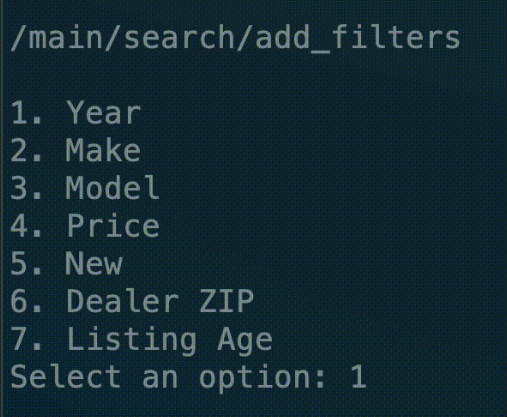 /main/search/add_filters
1. Year
2. Make
3. Model
4. Price
5. New
6. Dealer ZIP
7. Listing Age
Select an option: 1